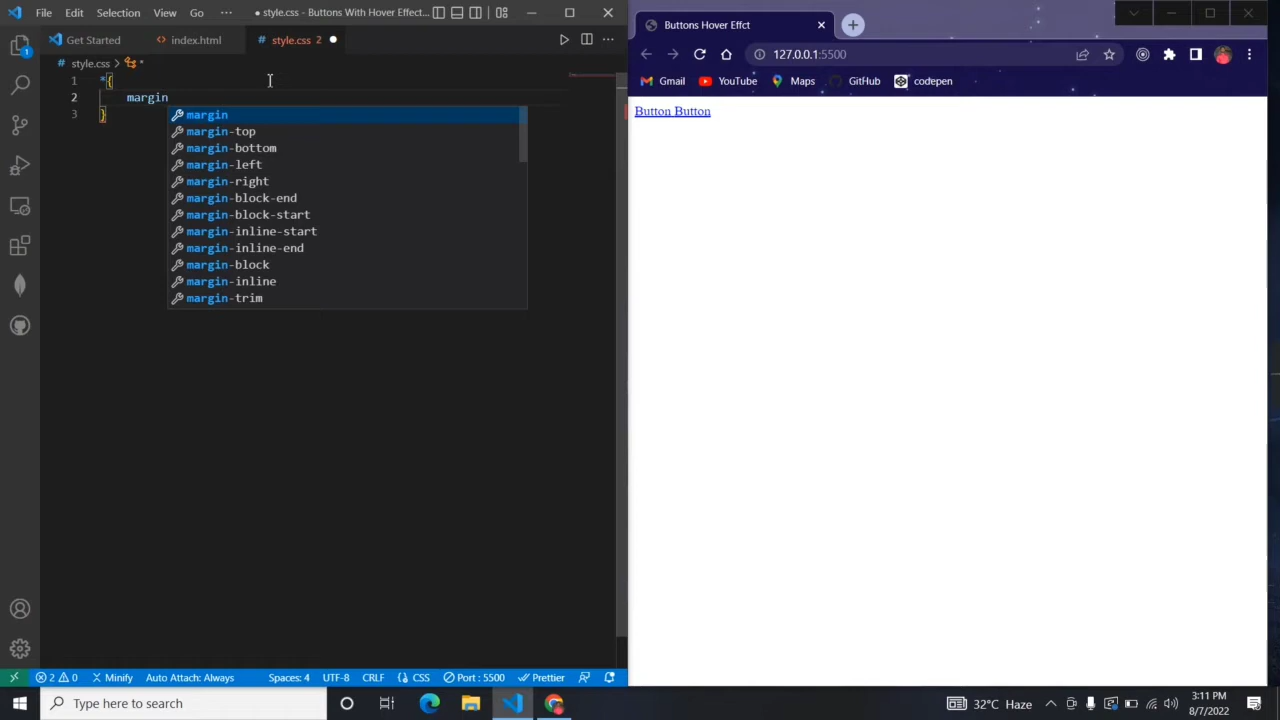 File Edit Selection View Go ··· ● style.css - Buttons With Hover Effect...
Get Started index.html # style.css 2 ●
# style.css > *
1 *{
2 margin
3 }
margin
margin-top
margin-bottom
margin-left
margin-right
margin-block-end
margin-block-start
margin-inline-start
margin-inline-end
margin-block
margin-inline
margin-trim
1
2 0 Minify Auto Attach: Always Spaces: 4 UTF-8 CRLF CSS Port : 5500 Prettier
Buttons Hover Effct
127.0.0.1:5500
Gmail YouTube Maps GitHub codepen
Button Button
Type here to search
32°C Haze
3:11 PM
8/7/2022